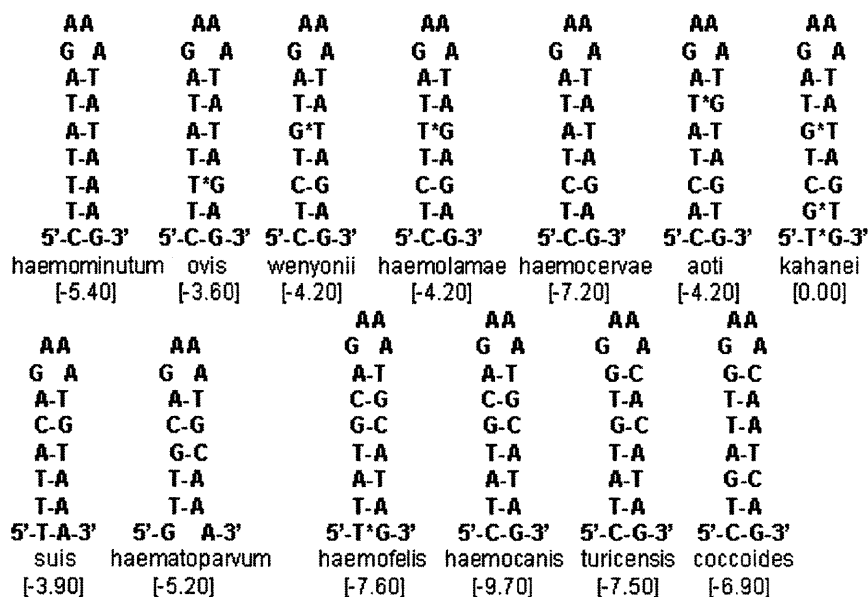 AA AA AA AA AA AA AA
G A G A G A G A G A G A G A
A-T A-T A-T A-T A-T A-T A-T
T-A T-A T-A T-A T-A T*G T-A
A-T A-T G*T T*G A-T A-T G*T
T-A T-A T-A T-A T-A T-A T-A
T-A T*G C-G C-G C-G C-G C-G
T-A T-A T-A T-A T-A A-T G*T
5'-C-G-3' 5'-C-G-3' 5'-C-G-3' 5'-C-G-3' 5'-C-G-3' 5'-C-G-3' 5'-T*G-3'
haemominutum ovis wenyonii haemolamae haemocervae aoti kahanei
[-5.40] [-3.60] [-4.20] [-4.20] [-7.20] [-4.20] [0.00]
AA AA AA AA
AA AA G A G A G A G A
G A G A A-T A-T G-C G-C
A-T A-T C-G C-G T-A T-A
C-G C-G G-C G-C G-C T-A
A-T G-C T-A T-A T-A A-T
T-A T-A A-T A-T A-T G-C
T-A T-A T-A T-A T-A T-A
5'-T-A-3' 5'-G A-3' 5'-T*G-3' 5'-C-G-3' 5'-C-G-3' 5'-C-G-3'
suis haematoparvum haemofelis haemocanis turicensis coccoides
[-3.90] [-5.20] [-7.60] [-9.70] [-7.50] [-6.90]